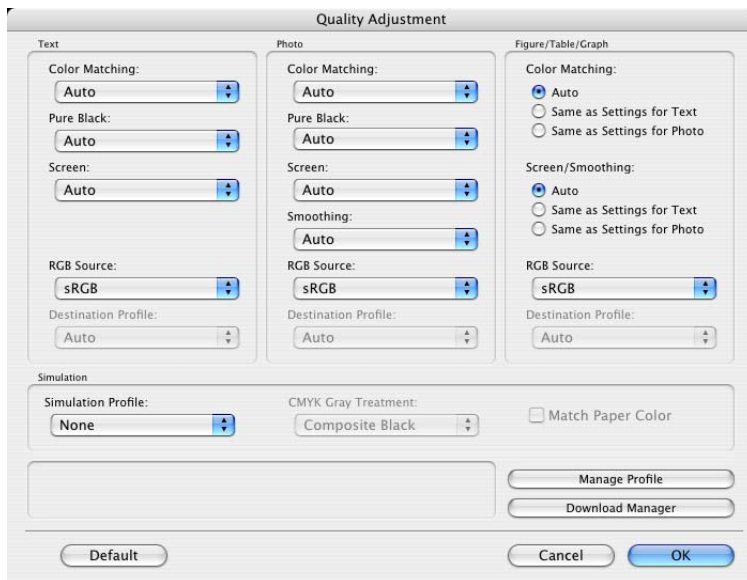 Quality Adjustment
Text
Color Matching:
Auto
Pure Black:
Auto
Screen:
Auto
RGB Source:
sRGB
Destination Profile:
Auto
Photo
Color Matching:
Auto
Pure Black:
Auto
Screen:
Auto
Smoothing:
Auto
RGB Source:
sRGB
Destination Profile:
Auto
Figure/Table/Graph
Color Matching:
Auto
Same as Settings for Text
Same as Settings for Photo
Screen/Smoothing:
Auto
Same as Settings for Text
Same as Settings for Photo
RGB Source:
sRGB
Destination Profile:
Auto
Simulation
Simulation Profile:
None
CMYK Gray Treatment:
Composite Black
Match Paper Color
Manage Profile
Download Manager
Default
Cancel
OK